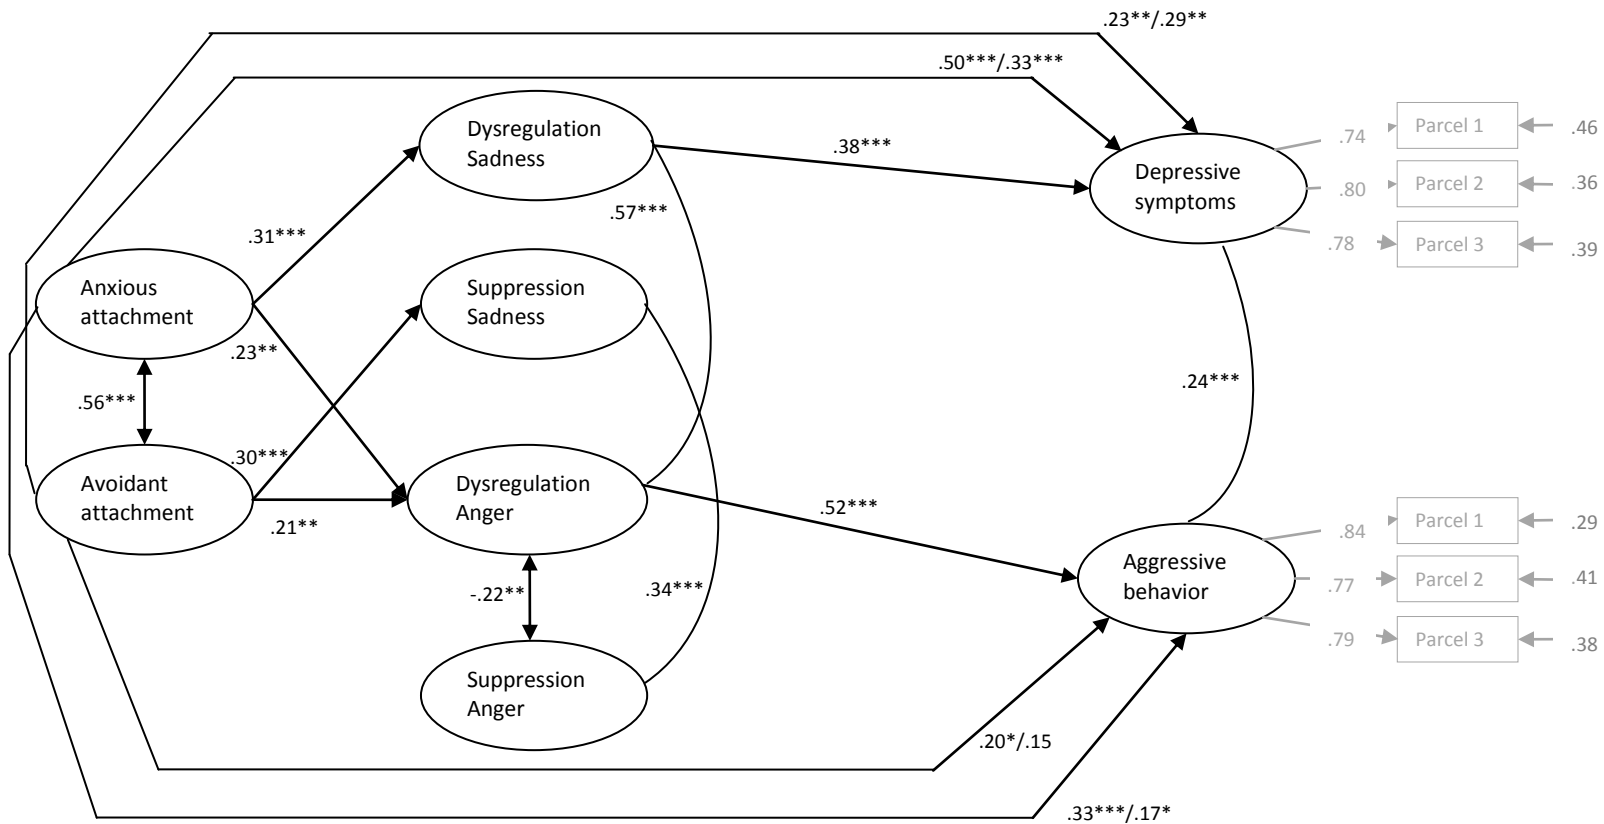 .23**/.29**
.50***/.33***
Dysregulation
Sadness
.38***
.57***
Depressive
symptoms
.74
Parcel 1
.46
.80
Parcel 2
.36
.78
Parcel 3
.39
.31***
Anxious
attachment
Suppression
Sadness
.23**
.56***
.24***
.30***
Avoidant
attachment
.21**
Dysregulation
Anger
.52***
-.22**
.34***
Aggressive
behavior
.84
Parcel 1
.29
.77
Parcel 2
.41
.79
Parcel 3
.38
Suppression
Anger
.20*/.15
.33***/.17*